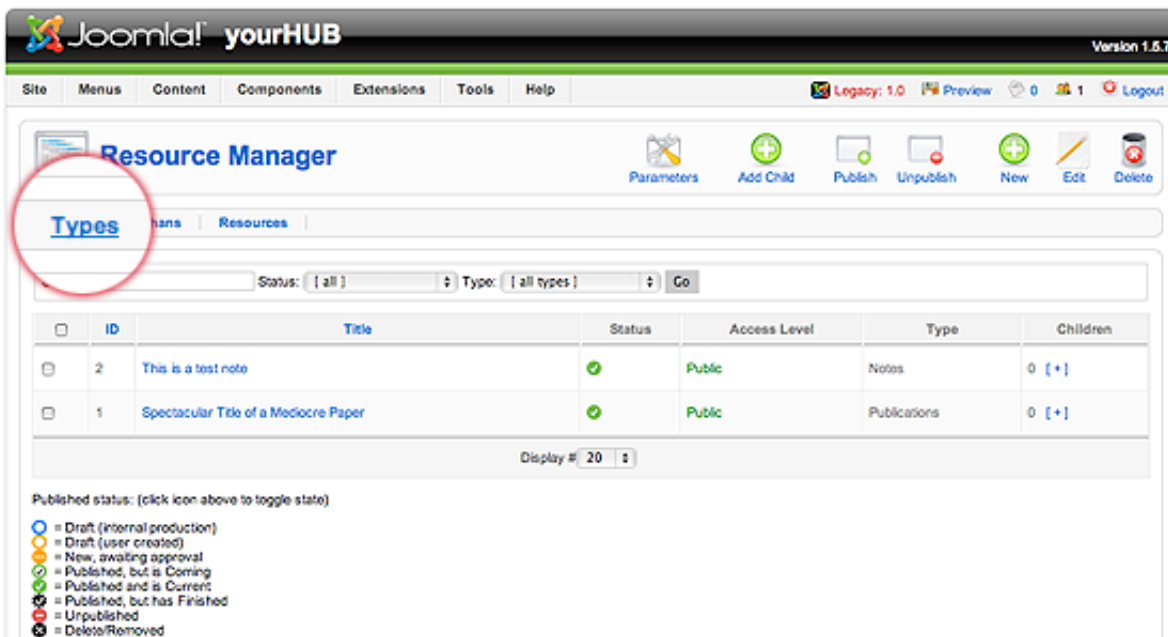 Joomla! yourHUB
Version 1.5.7
Site Menus Content Components Extensions Tools Help Legacy: 1.0 Preview 0 1 Logout
Resource Manager
Parameters Add Child Publish Unpublish New Edit Delete
Types hans Resources
Status: [ all ] Type: [ all types ] Go
ID Title Status Access Level Type Children
2 This is a test note Public Notes 0 [ + ]
1 Spectacular Title of a Mediocre Paper Public Publications 0 [ + ]
Display # 20
Published status: (click icon above to toggle state)
= Draft (internal production)
= Draft (user created)
= New, awaiting approval
= Published, but is Coming
= Published and is Current
= Published, but has Finished
= Unpublished
= Delete/Removed